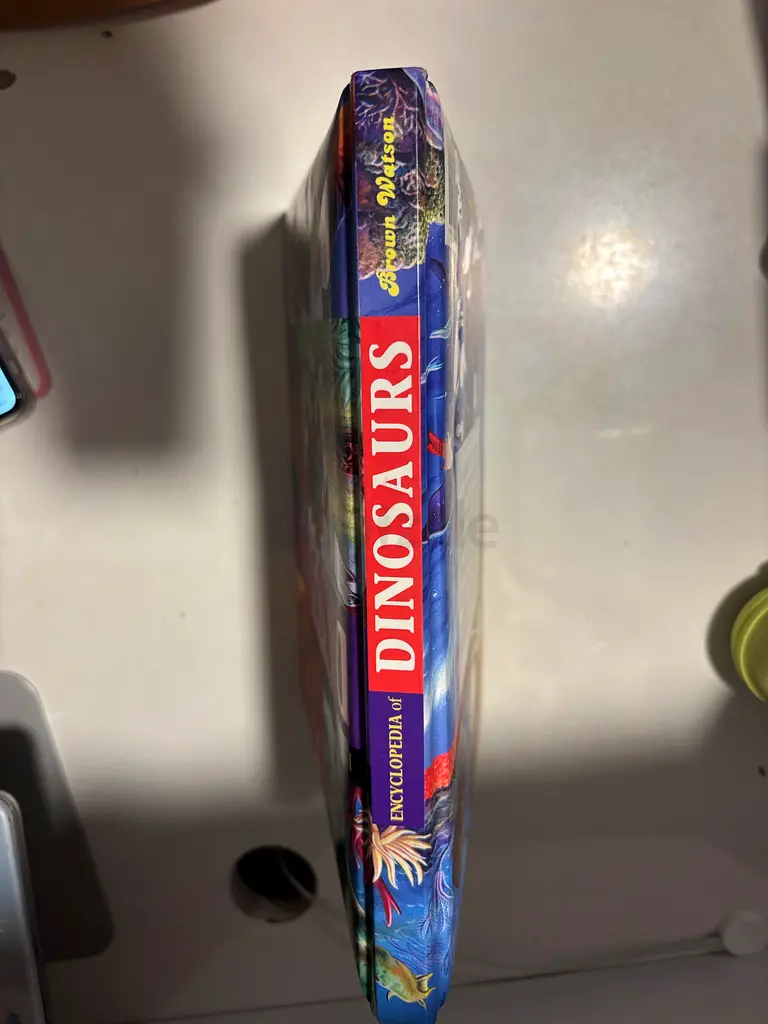 ENCYCLOPEDIA of
DINOSAURS
Brown Watson